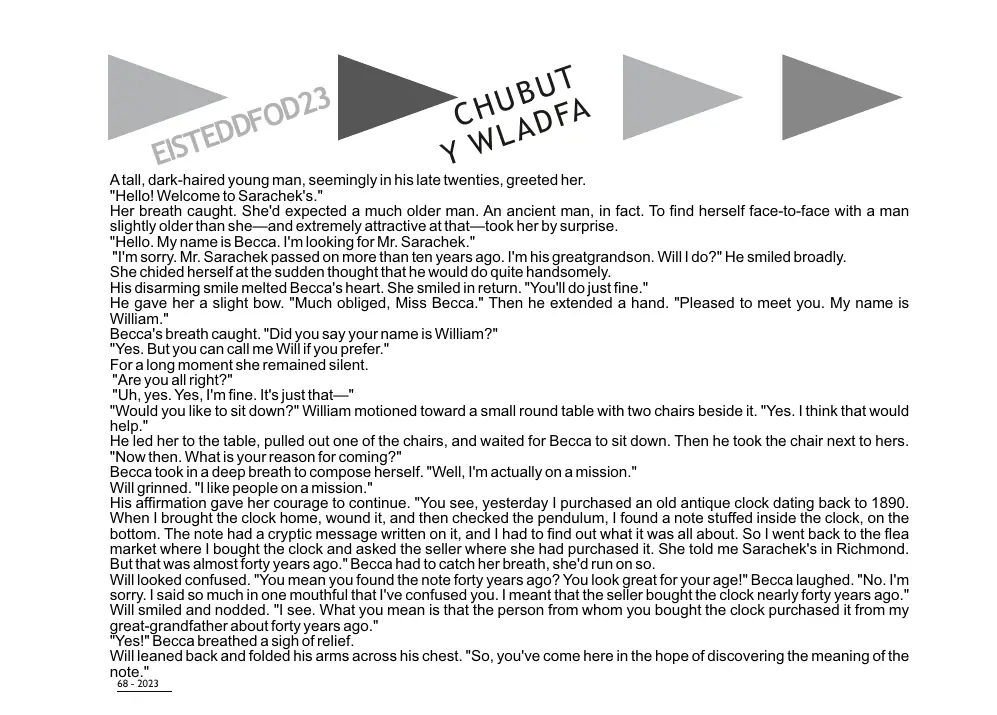 EISTEDDFOD23
CHUBUT
Y WLADFA
A tall, dark-haired young man, seemingly in his late twenties, greeted her.
"Hello! Welcome to Sarachek's."
Her breath caught. She'd expected a much older man. An ancient man, in fact. To find herself face-to-face with a man
slightly older than she—and extremely attractive at that—took her by surprise.
"Hello. My name is Becca. I'm looking for Mr. Sarachek."
"I'm sorry. Mr. Sarachek passed on more than ten years ago. I'm his greatgrandson. Will I do?" He smiled broadly.
She chided herself at the sudden thought that he would do quite handsomely.
His disarming smile melted Becca's heart. She smiled in return. "You'll do just fine."
He gave her a slight bow. "Much obliged, Miss Becca." Then he extended a hand. "Pleased to meet you. My name is
William."
Becca's breath caught. "Did you say your name is William?"
"Yes. But you can call me Will if you prefer."
For a long moment she remained silent.
"Are you all right?"
"Uh, yes. Yes, I'm fine. It's just that—"
"Would you like to sit down?" William motioned toward a small round table with two chairs beside it. "Yes. I think that would
help."
He led her to the table, pulled out one of the chairs, and waited for Becca to sit down. Then he took the chair next to hers.
"Now then. What is your reason for coming?"
Becca took in a deep breath to compose herself. "Well, I'm actually on a mission."
Will grinned. "I like people on a mission."
His affirmation gave her courage to continue. "You see, yesterday I purchased an old antique clock dating back to 1890.
When I brought the clock home, wound it, and then checked the pendulum, I found a note stuffed inside the clock, on the
bottom. The note had a cryptic message written on it, and I had to find out what it was all about. So I went back to the flea
market where I bought the clock and asked the seller where she had purchased it. She told me Sarachek's in Richmond.
But that was almost forty years ago." Becca had to catch her breath, she'd run on so.
Will looked confused. "You mean you found the note forty years ago? You look great for your age!" Becca laughed. "No. I'm
sorry. I said so much in one mouthful that I've confused you. I meant that the seller bought the clock nearly forty years ago."
Will smiled and nodded. "I see. What you mean is that the person from whom you bought the clock purchased it from my
great-grandfather about forty years ago."
"Yes!" Becca breathed a sigh of relief.
Will leaned back and folded his arms across his chest. "So, you've come here in the hope of discovering the meaning of the
note."
68 - 2023